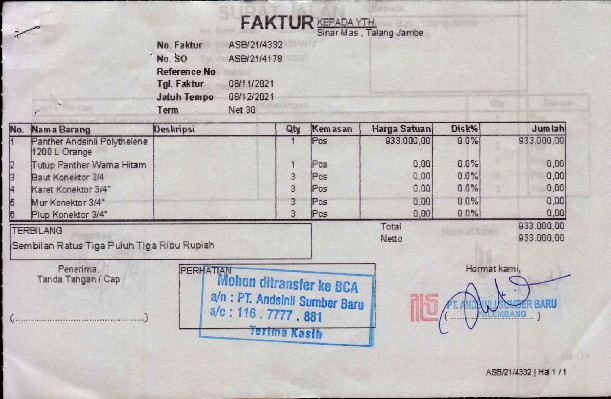 FAKTUR
KEPADA YTH.
Sinar Mas , Talang Jambe
No. Faktur ASB/21/4332
No. SO ASB/21/4178
Reference No
Tgl. Faktur 08/11/2021
Jatuh Tempo 08/12/2021
Term Net 30
No. Nama Barang Deskripsi Qty Kemasan Harga Satuan Disk% Jumlah
1 Panther Andsinli Polythelene 1 Pcs 933.000,00 0.0% 933.000,00
1200 L Orange
2 Tutup Panther Warna Hitam 1 Pcs 0,00 0.0% 0,00
3 Baut Konektor 3/4 3 Pcs 0,00 0.0% 0,00
4 Karet Konektor 3/4" 3 Pcs 0,00 0.0% 0,00
5 Mur Konektor 3/4" 3 Pcs 0,00 0.0% 0,00
6 Plup Konektor 3/4" 3 Pcs 0,00 0.0% 0,00
TERBILANG
Sembilan Ratus Tiga Puluh Tiga Ribu Rupiah
Total 933.000,00
Netto 933.000,00
Penerima,
Tanda Tangan / Cap
(..............................)
PERHATIAN
Mohon ditransfer ke BCA
a/n : PT. Andsinli Sumber Baru
a/c : 116 . 7777 . 881
Terima Kasih
Hormat kami,
PT. ANDSINLI SUMBER BARU
PALEMBANG
ASB/21/4332 | Hal 1 / 1